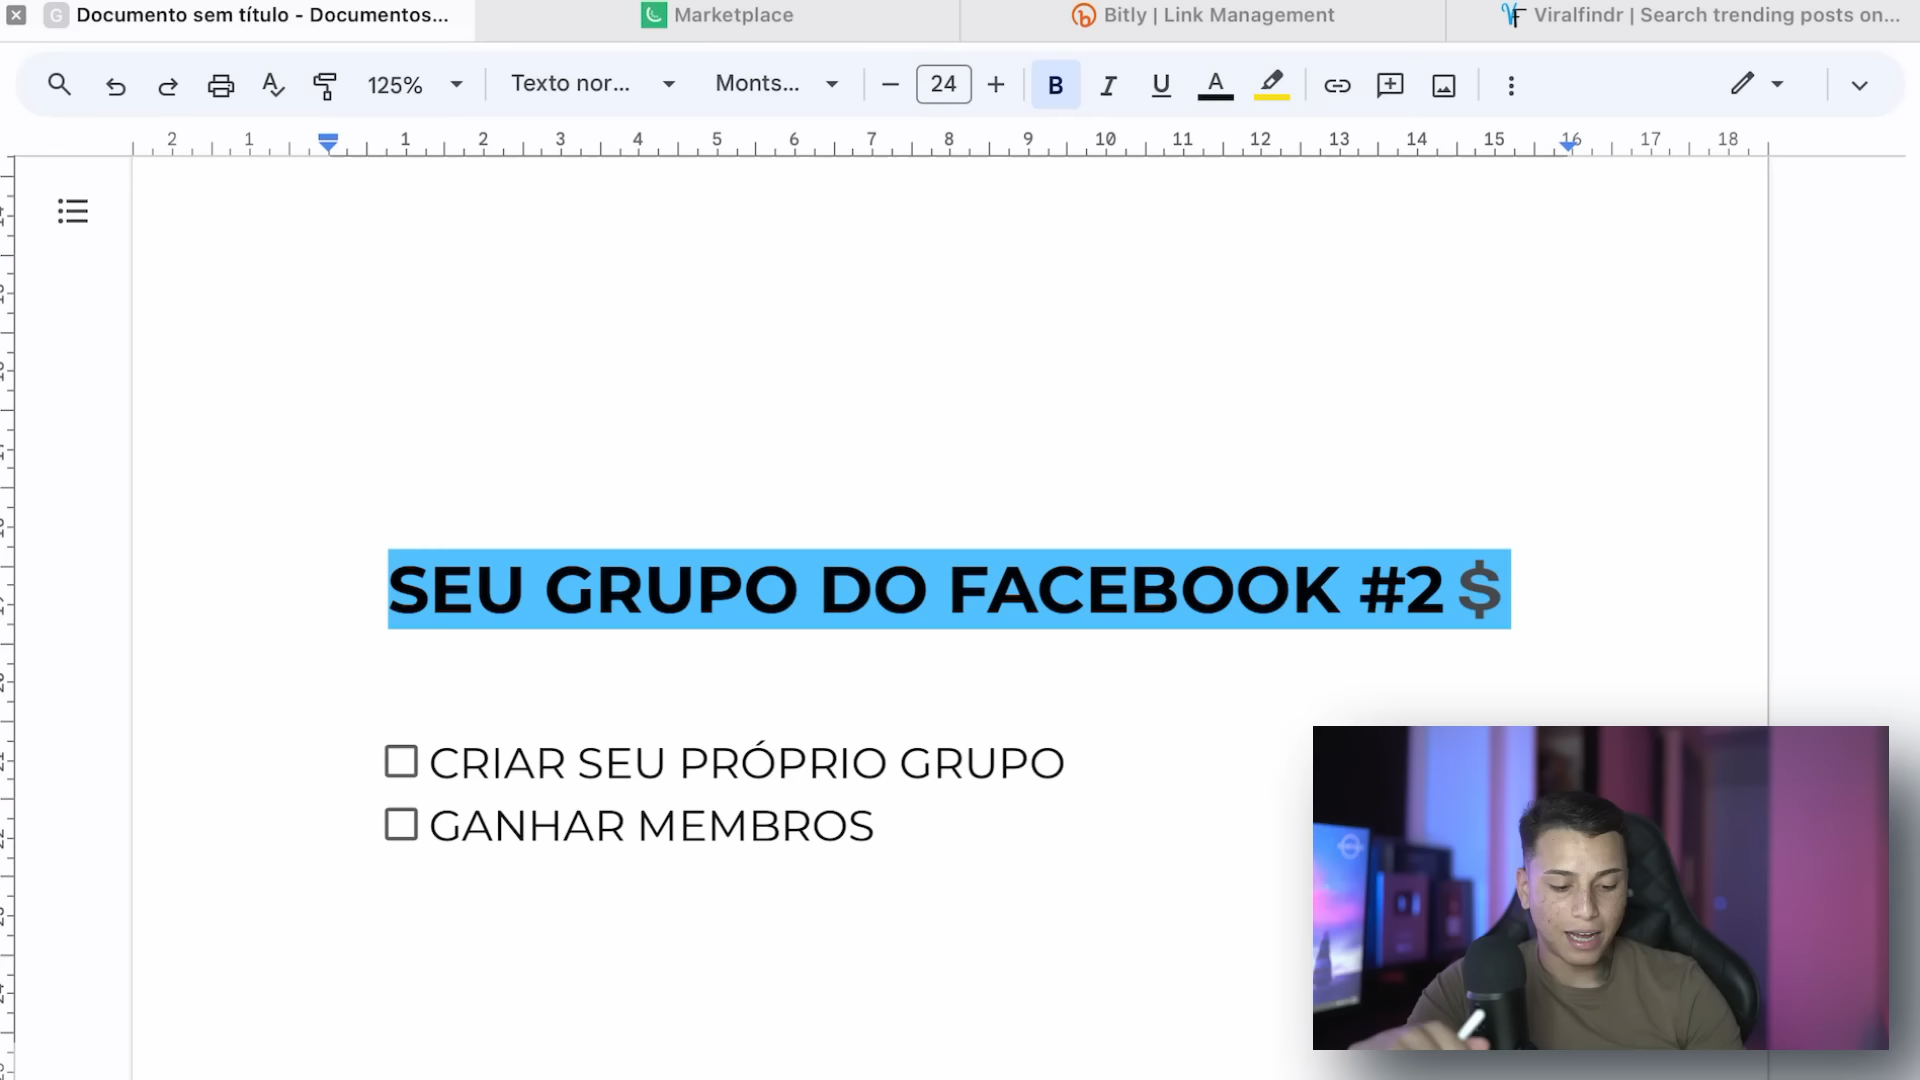 Documento sem título - Documentos...
Marketplace
Bitly | Link Management
Viralfindr | Search trending posts on...
125%
Texto nor...
Monts...
24
B I U A
2 1 1 2 3 4 5 6 7 8 9 10 11 12 13 14 15 16 17 18
SEU GRUPO DO FACEBOOK #2 $
CRIAR SEU PRÓPRIO GRUPO
GANHAR MEMBROS